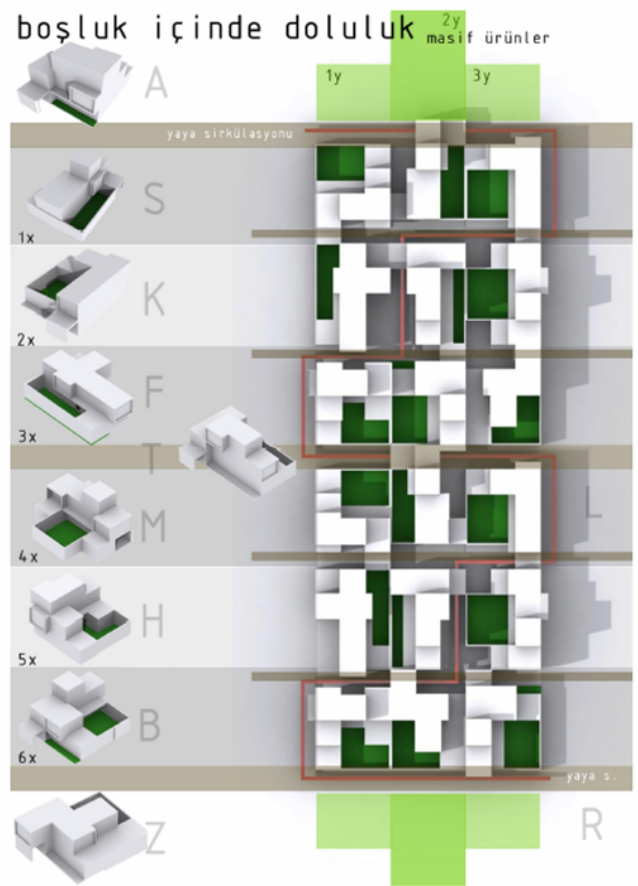 boşluk içinde doluluk
2y
masif ürünler
1y
3y
A
yaya sirkülasyonu
S
1x
K
2x
F
3x
T
M
L
4x
H
5x
B
6x
yaya s.
Z
R